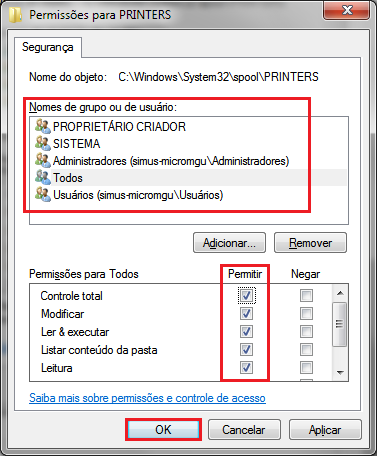 Permissões para PRINTERS
Segurança
Nome do objeto: C:\Windows\System32\spool\PRINTERS
Nomes de grupo ou de usuário:
PROPRIETÁRIO CRIADOR
SISTEMA
Administradores (simus-micromgu\Administradores)
Todos
Usuários (simus-micromgu\Usuários)
Adicionar... Remover
Permissões para Todos Permitir Negar
Controle total
Modificar
Ler & executar
Listar conteúdo da pasta
Leitura
Saiba mais sobre permissões e controle de acesso
OK Cancelar Aplicar